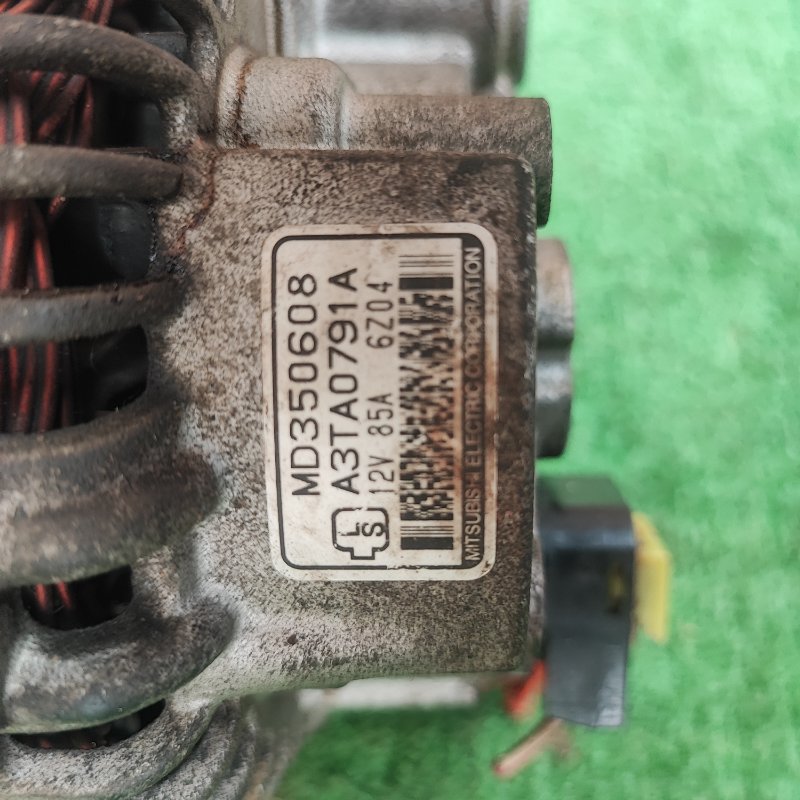 MD350608
A3TA0791A
12V 85A 6Z04
L
S
MITSUBISHI ELECTRIC CORPORATION